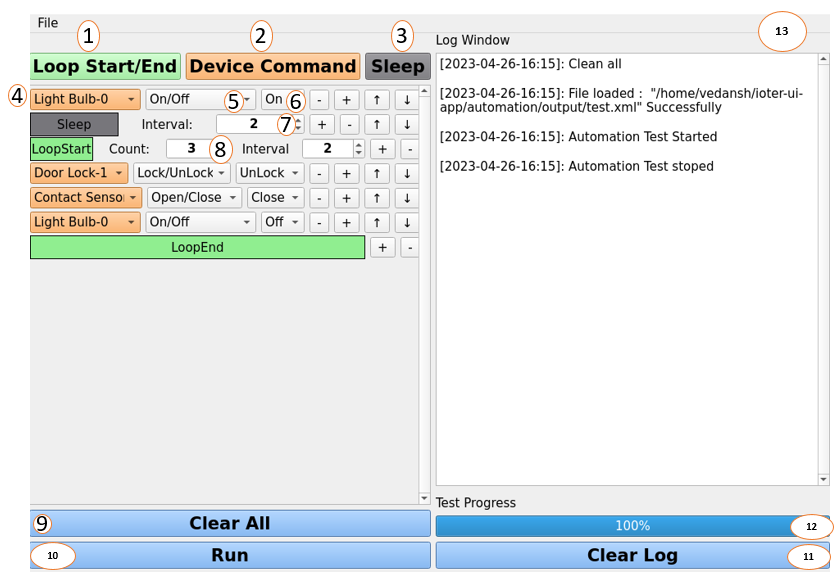 File
1 2 3 13
Log Window
Loop Start/End Device Command Sleep
4 Light Bulb-0 On/Off 5 On 6 - + ↑ ↓
Sleep Interval: 2 7 + - ↑ ↓
LoopStart Count: 3 8 Interval 2 + -
Door Lock-1 Lock/UnLock UnLock - + ↑ ↓
Contact Senso Open/Close Close - + ↑ ↓
Light Bulb-0 On/Off Off - + ↑ ↓
LoopEnd + -
[2023-04-26-16:15]: Clean all
[2023-04-26-16:15]: File loaded : "/home/vedansh/ioter-ui-
app/automation/output/test.xml" Successfully
[2023-04-26-16:15]: Automation Test Started
[2023-04-26-16:15]: Automation Test stoped
9 Clear All
10 Run
Test Progress
100% 12
Clear Log 11